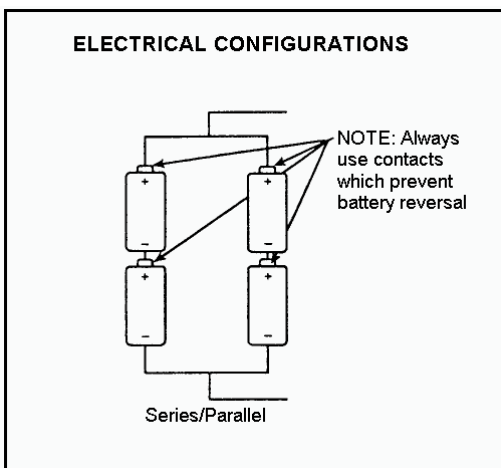 ELECTRICAL CONFIGURATIONS
NOTE: Always
use contacts
which prevent
battery reversal
+
+
−
−
+
+
−
−
Series/Parallel